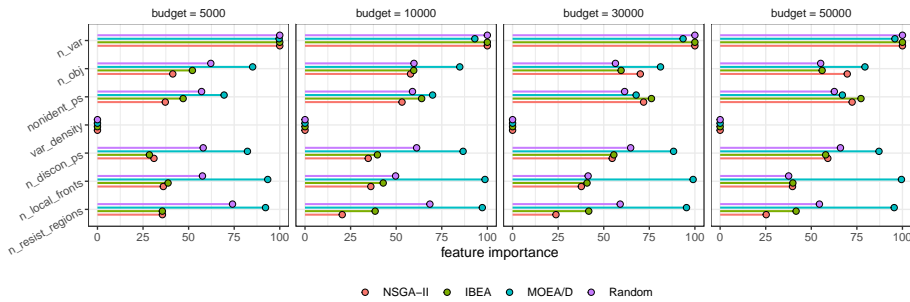 budget = 5000 budget = 10000 budget = 30000 budget = 50000
n_var
n_obj
nonident_ps
var_density
n_discon_ps
n_local_fronts
n_resist_regions
0 25 50 75 100 0 25 50 75 100 0 25 50 75 100 0 25 50 75 100
feature importance
NSGA−II IBEA MOEA/D Random